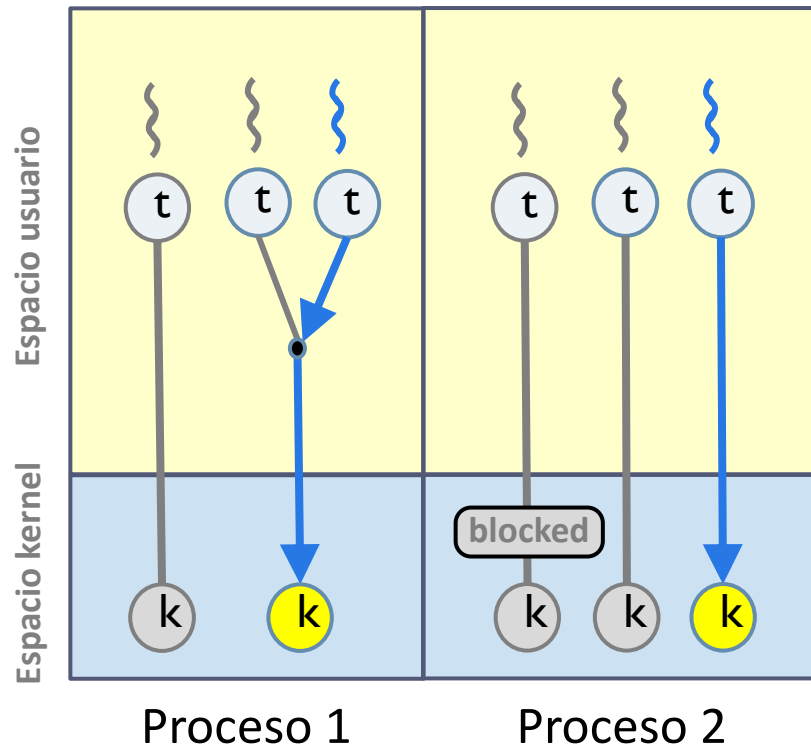 Espacio usuario
t t t t t t
Espacio kernel
blocked
k k k k k
Proceso 1 Proceso 2